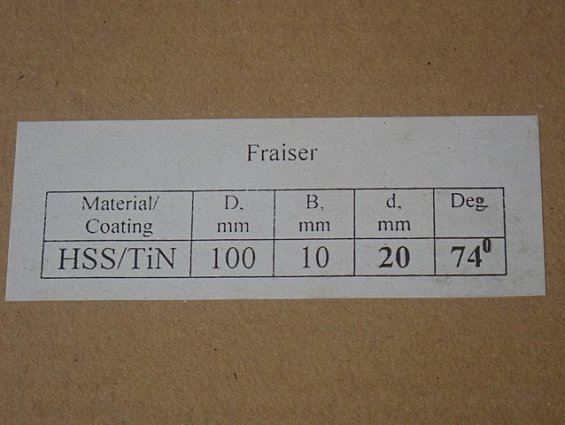 Fraiser
Material/ D, B, d, Deg.
Coating mm mm mm
HSS/TiN 100 10 20 74⁰